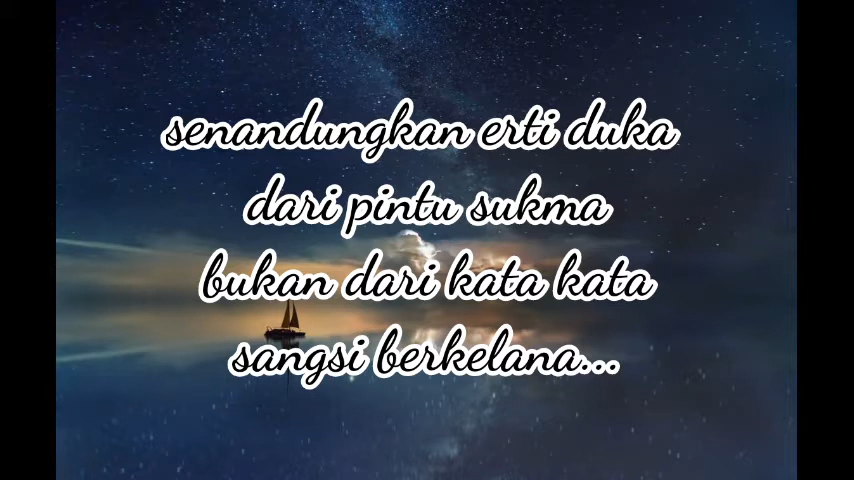 senandungkan erti duka
dari pintu sukma
bukan dari kata kata
sangsi berkelana...